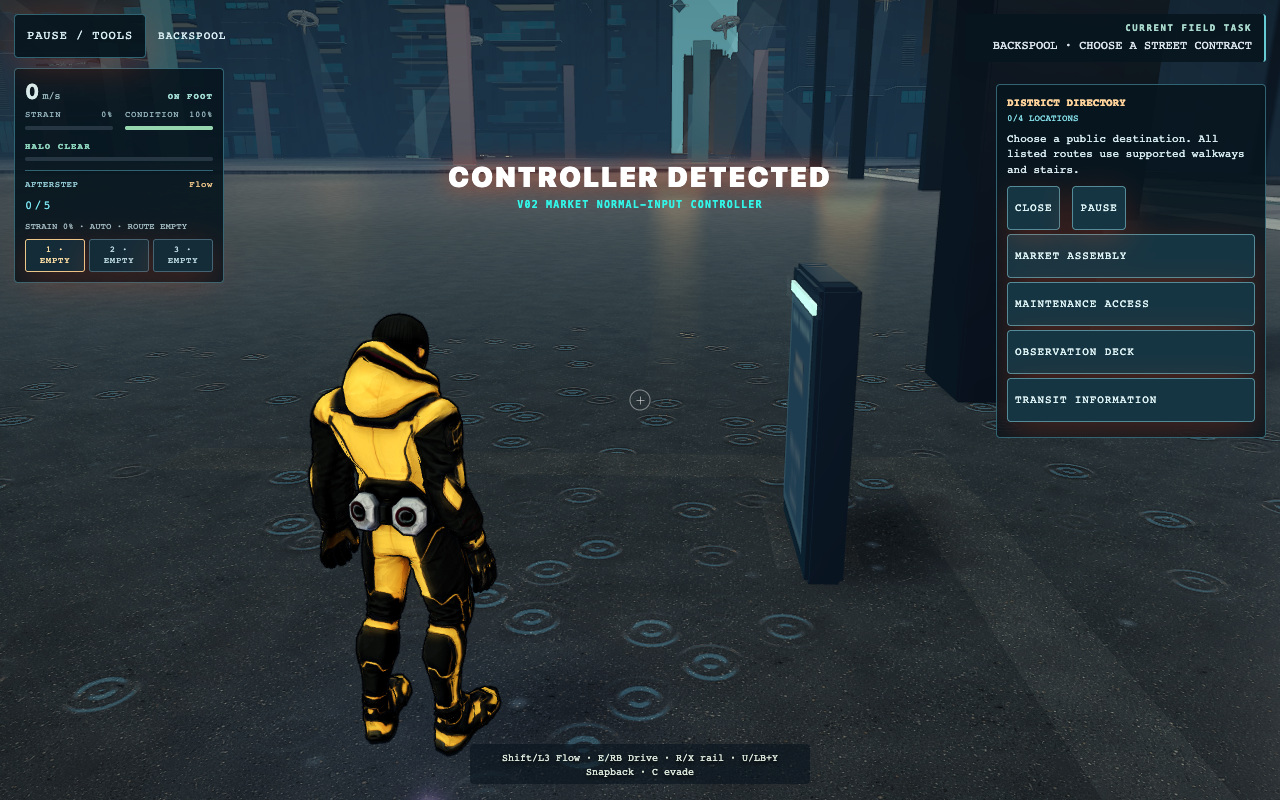 PAUSE / TOOLS
BACKSPOOL
CURRENT FIELD TASK
BACKSPOOL · CHOOSE A STREET CONTRACT
0 m/s
ON FOOT
STRAIN 0%
CONDITION 100%
HALO CLEAR
AFTERSTEP Flow
0/5
STRAIN 0% · AUTO · ROUTE EMPTY
1 · EMPTY
2 · EMPTY
3 · EMPTY
CONTROLLER DETECTED
V02 MARKET NORMAL-INPUT CONTROLLER
DISTRICT DIRECTORY
0/4 LOCATIONS
Choose a public destination. All
listed routes use supported walkways
and stairs.
CLOSE
PAUSE
MARKET ASSEMBLY
MAINTENANCE ACCESS
OBSERVATION DECK
TRANSIT INFORMATION
Shift/L3 Flow · E/RB Drive · R/X rail · U/LB+Y
Snapback · C evade